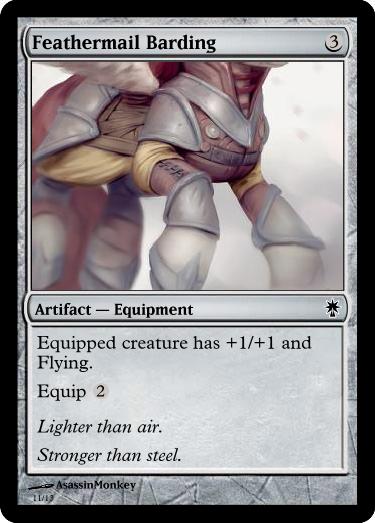 Feathermail Barding 3
Artifact — Equipment
Equipped creature has +1/+1 and
Flying.
Equip 2
Lighter than air.
Stronger than steel.
AsassinMonkey
11/13